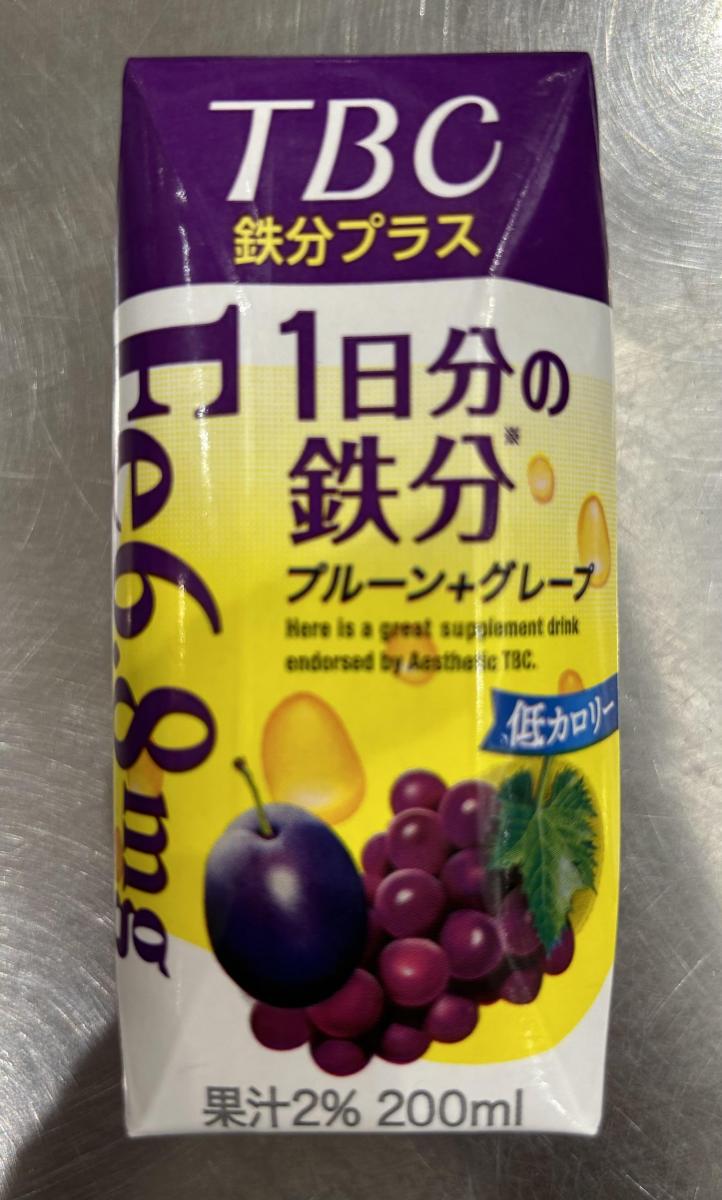 TBC
鉄分プラス
1日分の
鉄分※
プルーン+グレープ
Here is a great supplement drink
endorsed by Aesthetic TBC.
低カロリー
Fe6.8mg
果汁2% 200ml